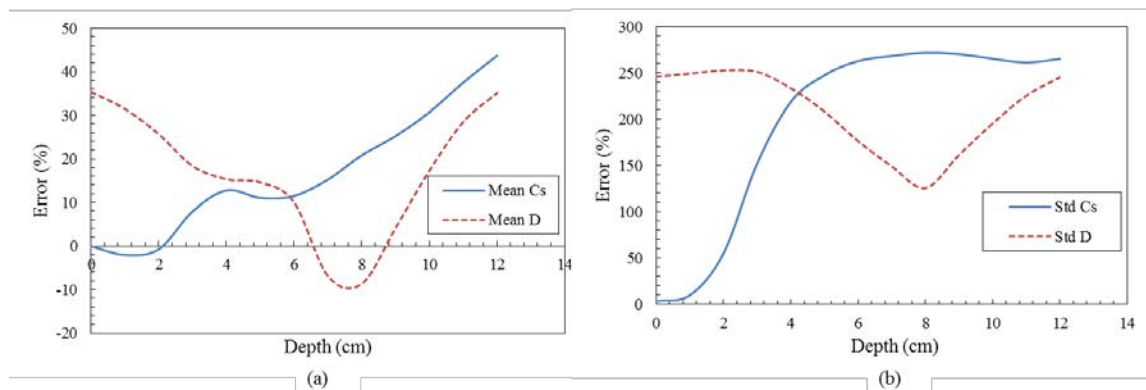 50
40
30
20
10
0
-10
-20
Error (%)
0 2 4 6 8 10 12 14
Depth (cm)
Mean Cs
Mean D
(a)
300
250
200
150
100
50
0
Error (%)
0 2 4 6 8 10 12 14
Depth (cm)
Std Cs
Std D
(b)